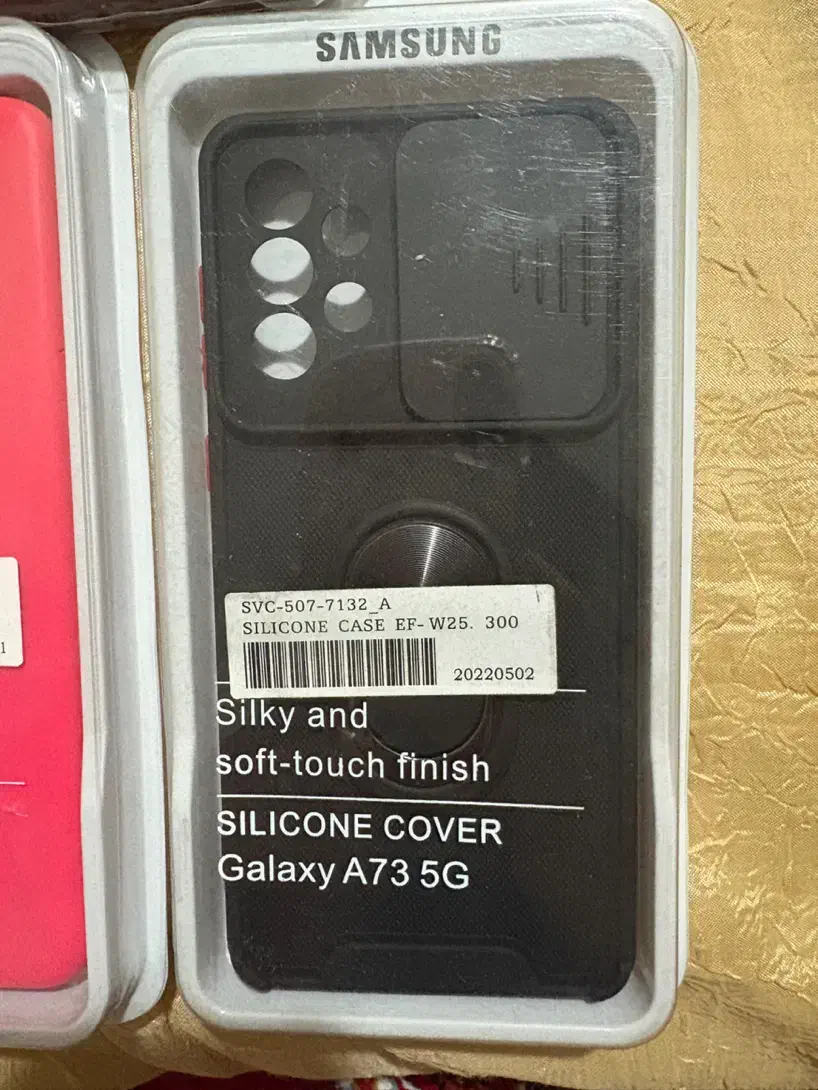 SAMSUNG
SVC-507-7132_A
SILICONE CASE EF-W25. 300
20220502
Silky and
soft-touch finish
SILICONE COVER
Galaxy A73 5G
1